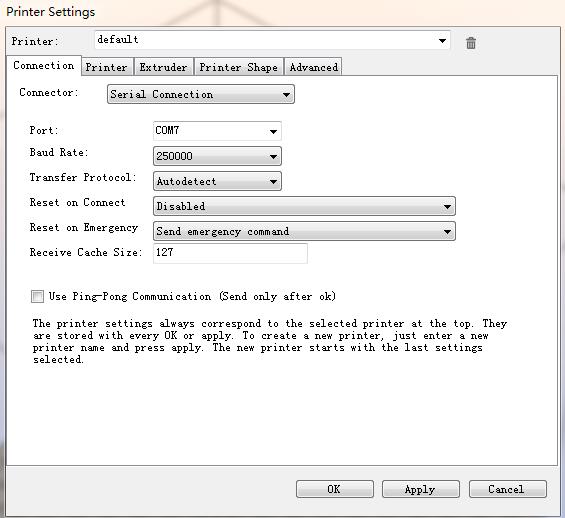 Printer Settings
Printer: default
Connection Printer Extruder Printer Shape Advanced
Connector: Serial Connection
Port: COM7
Baud Rate: 250000
Transfer Protocol: Autodetect
Reset on Connect Disabled
Reset on Emergency Send emergency command
Receive Cache Size: 127
Use Ping-Pong Communication (Send only after ok)
The printer settings always correspond to the selected printer at the top. They
are stored with every OK or apply. To create a new printer, just enter a new
printer name and press apply. The new printer starts with the last settings
selected.
OK Apply Cancel